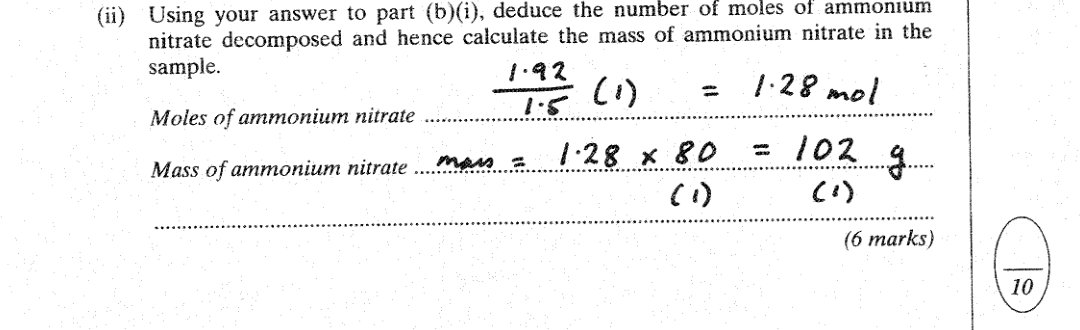 (ii) Using your answer to part (b)(i), deduce the number of moles of ammonium
nitrate decomposed and hence calculate the mass of ammonium nitrate in the
sample.
Moles of ammonium nitrate 1.92 / 1.5 (1) = 1.28 mol
Mass of ammonium nitrate mass = 1.28 x 80 = 102 g
(1) (1)
(6 marks)
10